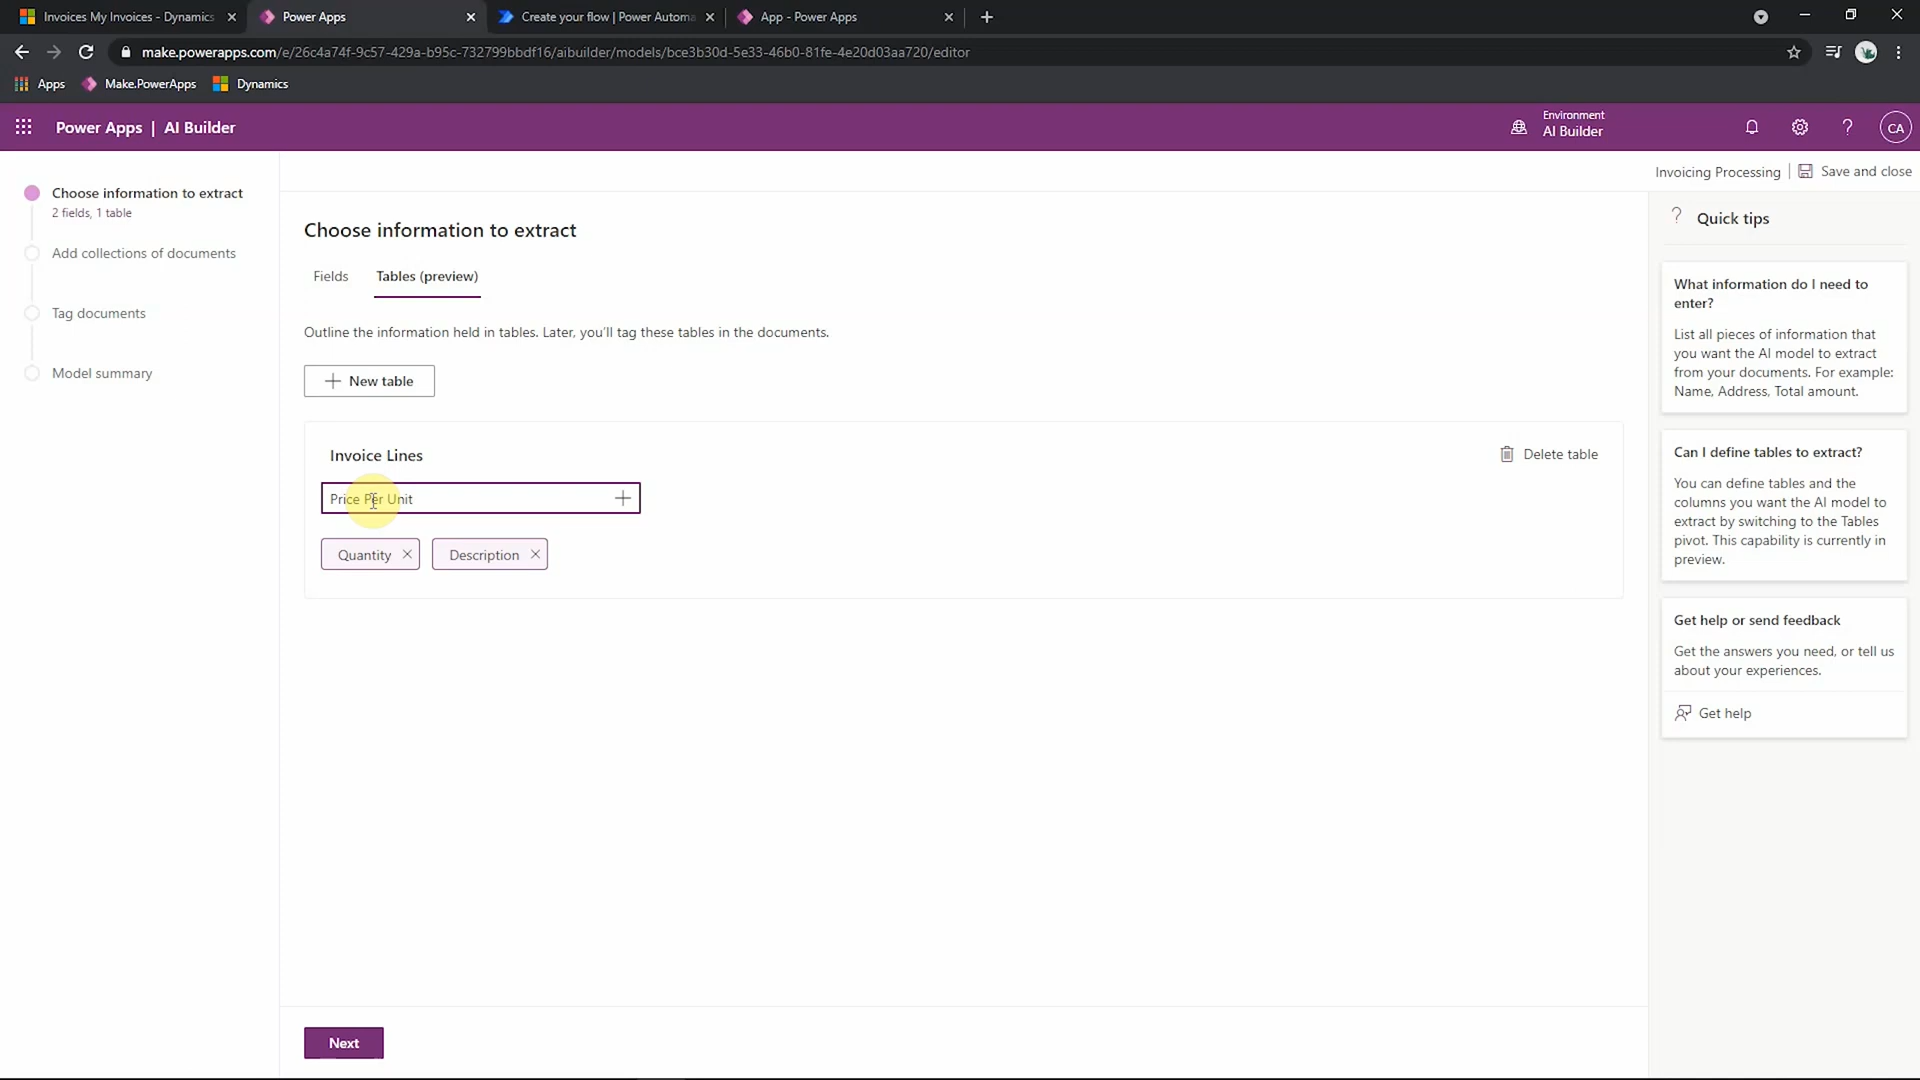 Invoices My Invoices - Dynamics
Power Apps
Create your flow | Power Automa
App - Power Apps
make.powerapps.com/e/26c4a74f-9c57-429a-b95c-732799bbdf16/aibuilder/models/bce3b30d-5e33-46b0-81fe-4e20d03aa720/editor
Apps
Make.PowerApps
Dynamics
Power Apps | AI Builder
Environment
AI Builder
CA
Invoicing Processing
Save and close
Choose information to extract
2 fields, 1 table
Add collections of documents
Tag documents
Model summary
Choose information to extract
Fields
Tables (preview)
Outline the information held in tables. Later, you'll tag these tables in the documents.
New table
Invoice Lines
Delete table
Price Per Unit
Quantity
Description
Next
Quick tips
What information do I need to
enter?
List all pieces of information that
you want the AI model to extract
from your documents. For example:
Name, Address, Total amount.
Can I define tables to extract?
You can define tables and the
columns you want the AI model to
extract by switching to the Tables
pivot. This capability is currently in
preview.
Get help or send feedback
Get the answers you need, or tell us
about your experiences.
Get help